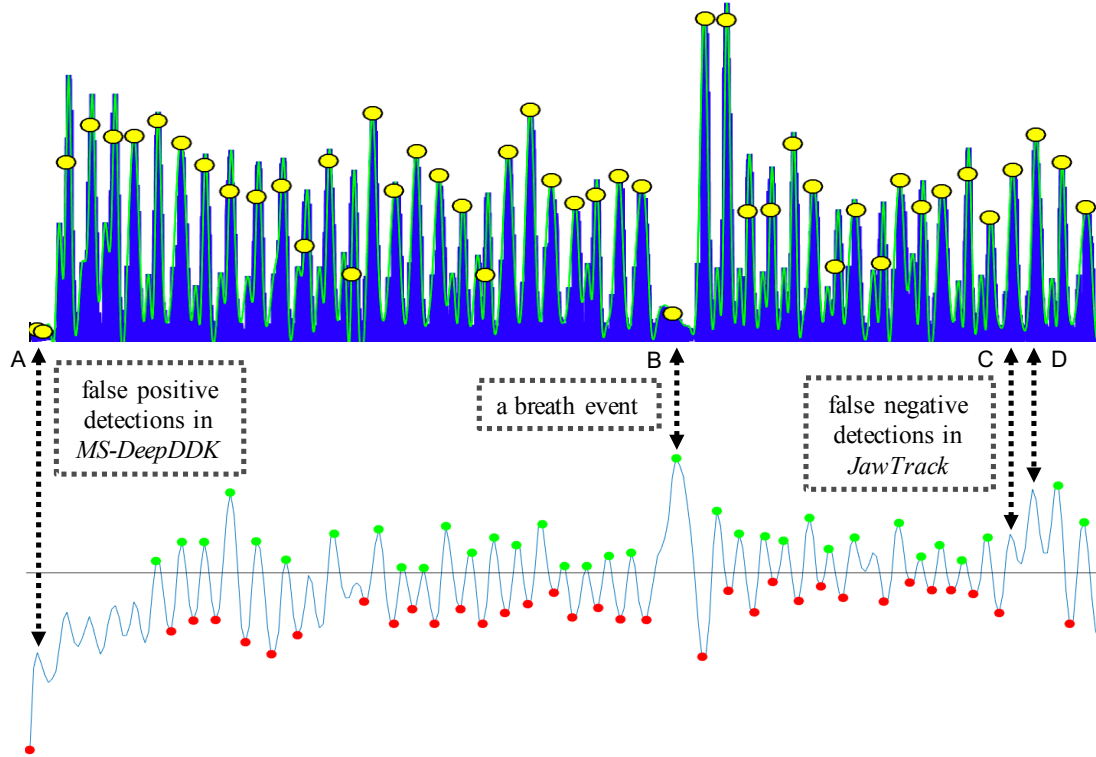 A
B
C
D
false positive
detections in
MS-DeepDDK
a breath event
false negative
detections in
JawTrack